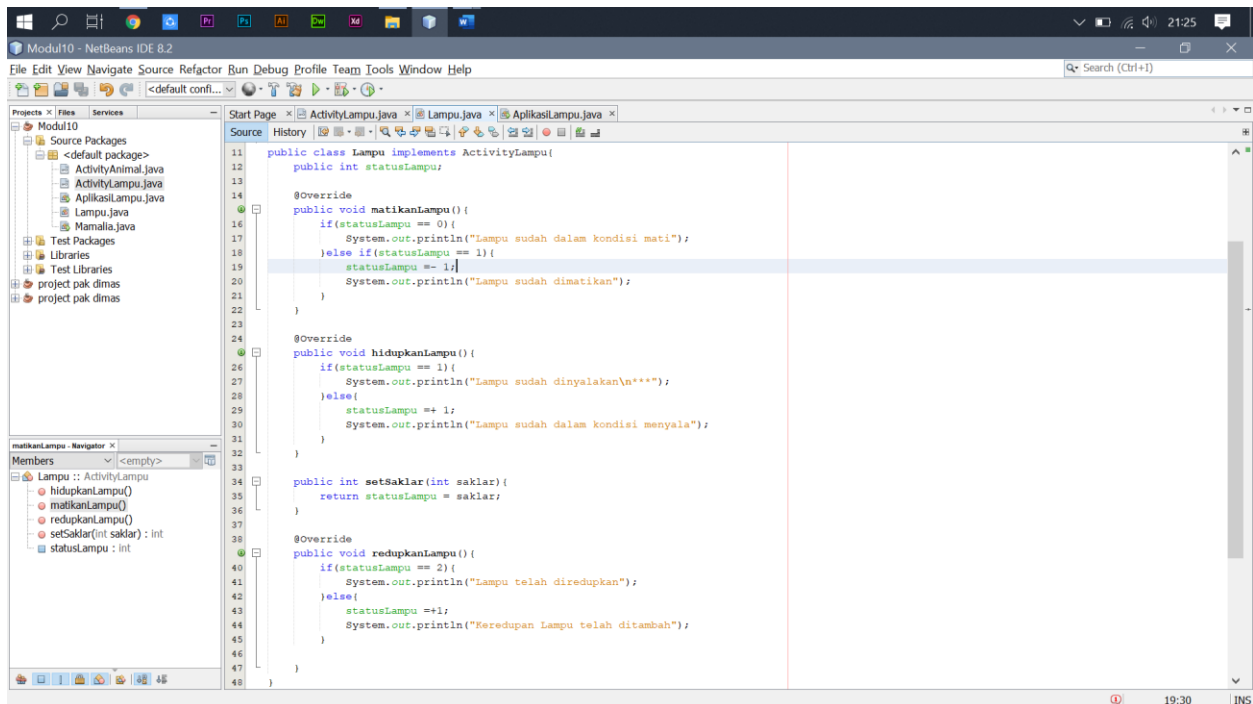 Pr Ps Ai Dw Xd W
21:25
Modul10 - NetBeans IDE 8.2
File Edit View Navigate Source Refactor Run Debug Profile Team Tools Window Help
Search (Ctrl+I)
<default confi...
Projects × Files Services
Modul10
Source Packages
<default package>
ActivityAnimal.java
ActivityLampu.java
AplikasiLampu.java
Lampu.java
Mamalia.java
Test Packages
Libraries
Test Libraries
project pak dimas
project pak dimas
matikanLampu - Navigator ×
Members <empty>
Lampu :: ActivityLampu
hidupkanLampu()
matikanLampu()
redupkanLampu()
setSaklar(int saklar) : int
statusLampu : int
Start Page × ActivityLampu.java × Lampu.java × AplikasiLampu.java ×
Source History
11 public class Lampu implements ActivityLampu{
12 public int statusLampu;
13
14 @Override
public void matikanLampu(){
16 if(statusLampu == 0){
17 System.out.println("Lampu sudah dalam kondisi mati");
18 }else if(statusLampu == 1){
19 statusLampu =- 1;
20 System.out.println("Lampu sudah dimatikan");
21 }
22 }
23
24 @Override
public void hidupkanLampu(){
26 if(statusLampu == 1){
27 System.out.println("Lampu sudah dinyalakan\n***");
28 }else{
29 statusLampu =+ 1;
30 System.out.println("Lampu sudah dalam kondisi menyala");
31 }
32 }
33
34 public int setSaklar(int saklar){
35 return statusLampu = saklar;
36 }
37
38 @Override
public void redupkanLampu(){
40 if(statusLampu == 2){
41 System.out.println("Lampu telah diredupkan");
42 }else{
43 statusLampu =+1;
44 System.out.println("Keredupan Lampu telah ditambah");
45 }
46
47 }
48 }
19:30 INS